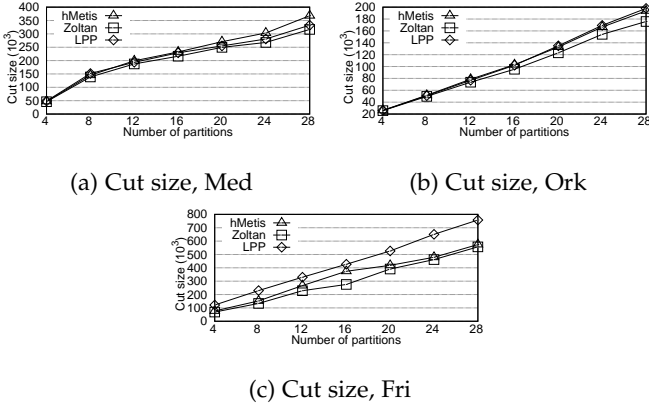 Cut size (10³)
400
350
300
250
200
150
100
50
0
hMetis
Zoltan
LPP
4 8 12 16 20 24 28
Number of partitions
(a) Cut size, Med
Cut size (10³)
200
180
160
140
120
100
80
60
40
20
hMetis
Zoltan
LPP
4 8 12 16 20 24 28
Number of partitions
(b) Cut size, Ork
Cut size (10³)
800
700
600
500
400
300
200
100
0
hMetis
Zoltan
LPP
4 8 12 16 20 24 28
Number of partitions
(c) Cut size, Fri